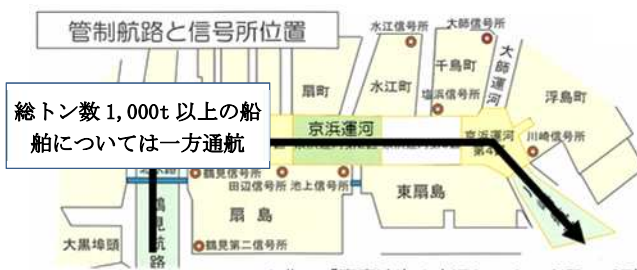 管制航路と信号所位置
水江信号所
大師信号所
大師運河
扇町
水江町
千鳥町
塩浜信号所
浮島町
総トン数 1,000t 以上の船
舶については一方通航
京浜運河
京浜運河
第4
川崎信号所
鶴見信号所
田辺信号所
池上信号所
東扇島
扇島
鶴見航路
大黒埠頭
鶴見第二信号所